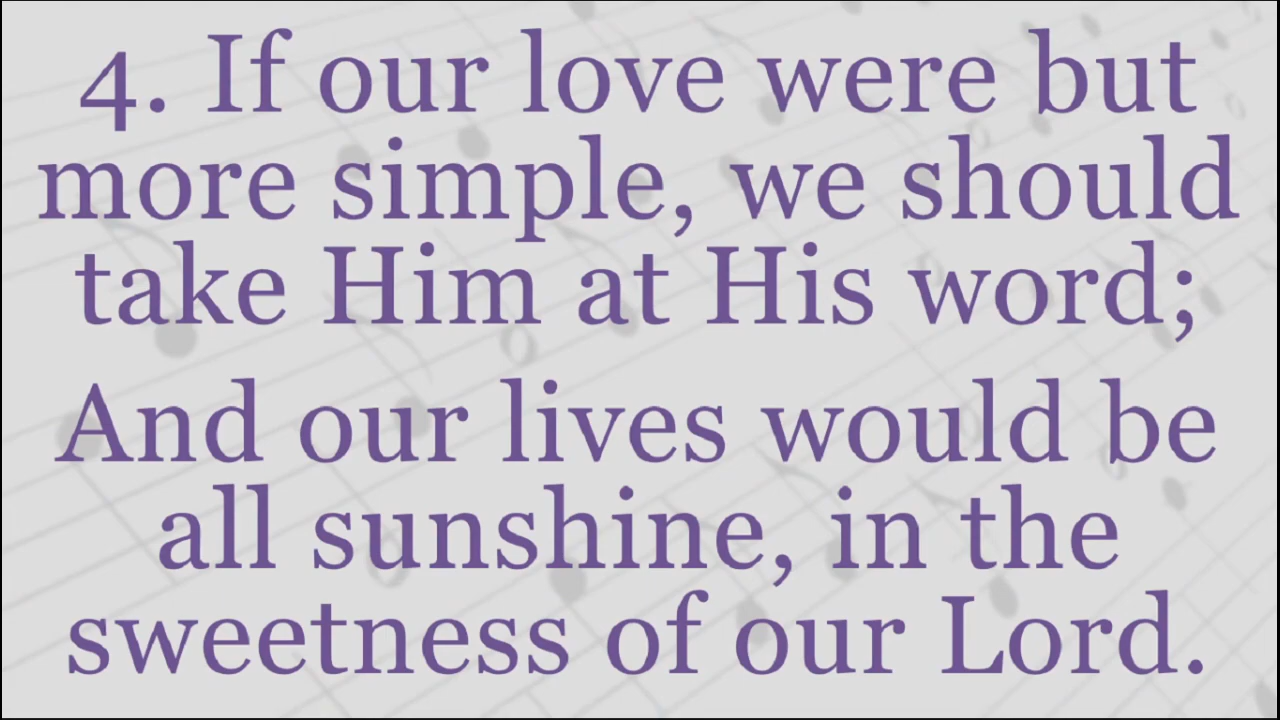 4. If our love were but
more simple, we should
take Him at His word;
And our lives would be
all sunshine, in the
sweetness of our Lord.